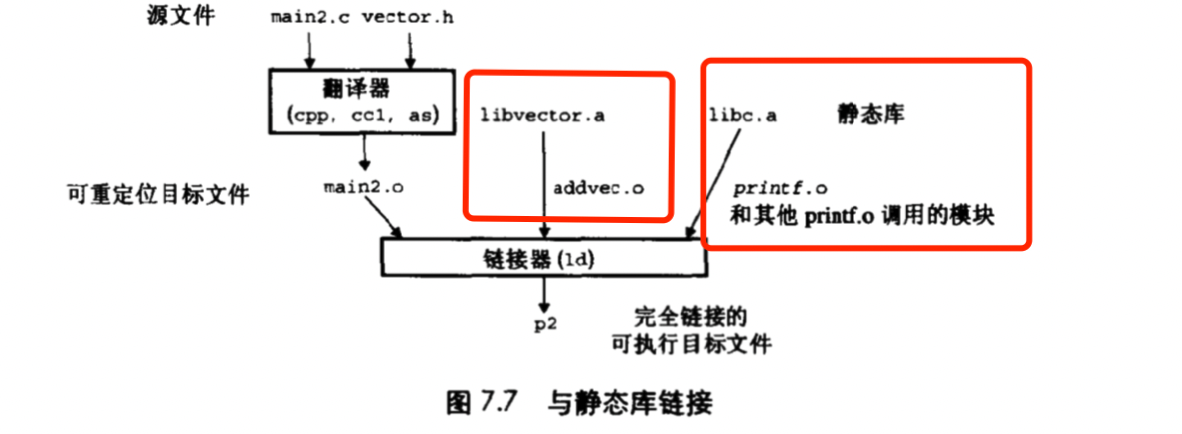 源文件 main2.c vector.h
翻译器
(cpp, cc1, as)
libvector.a
libc.a 静态库
可重定位目标文件 main2.o
addvec.o
printf.o
和其他 printf.o 调用的模块
链接器 (ld)
p2
完全链接的
可执行目标文件
图 7.7 与静态库链接